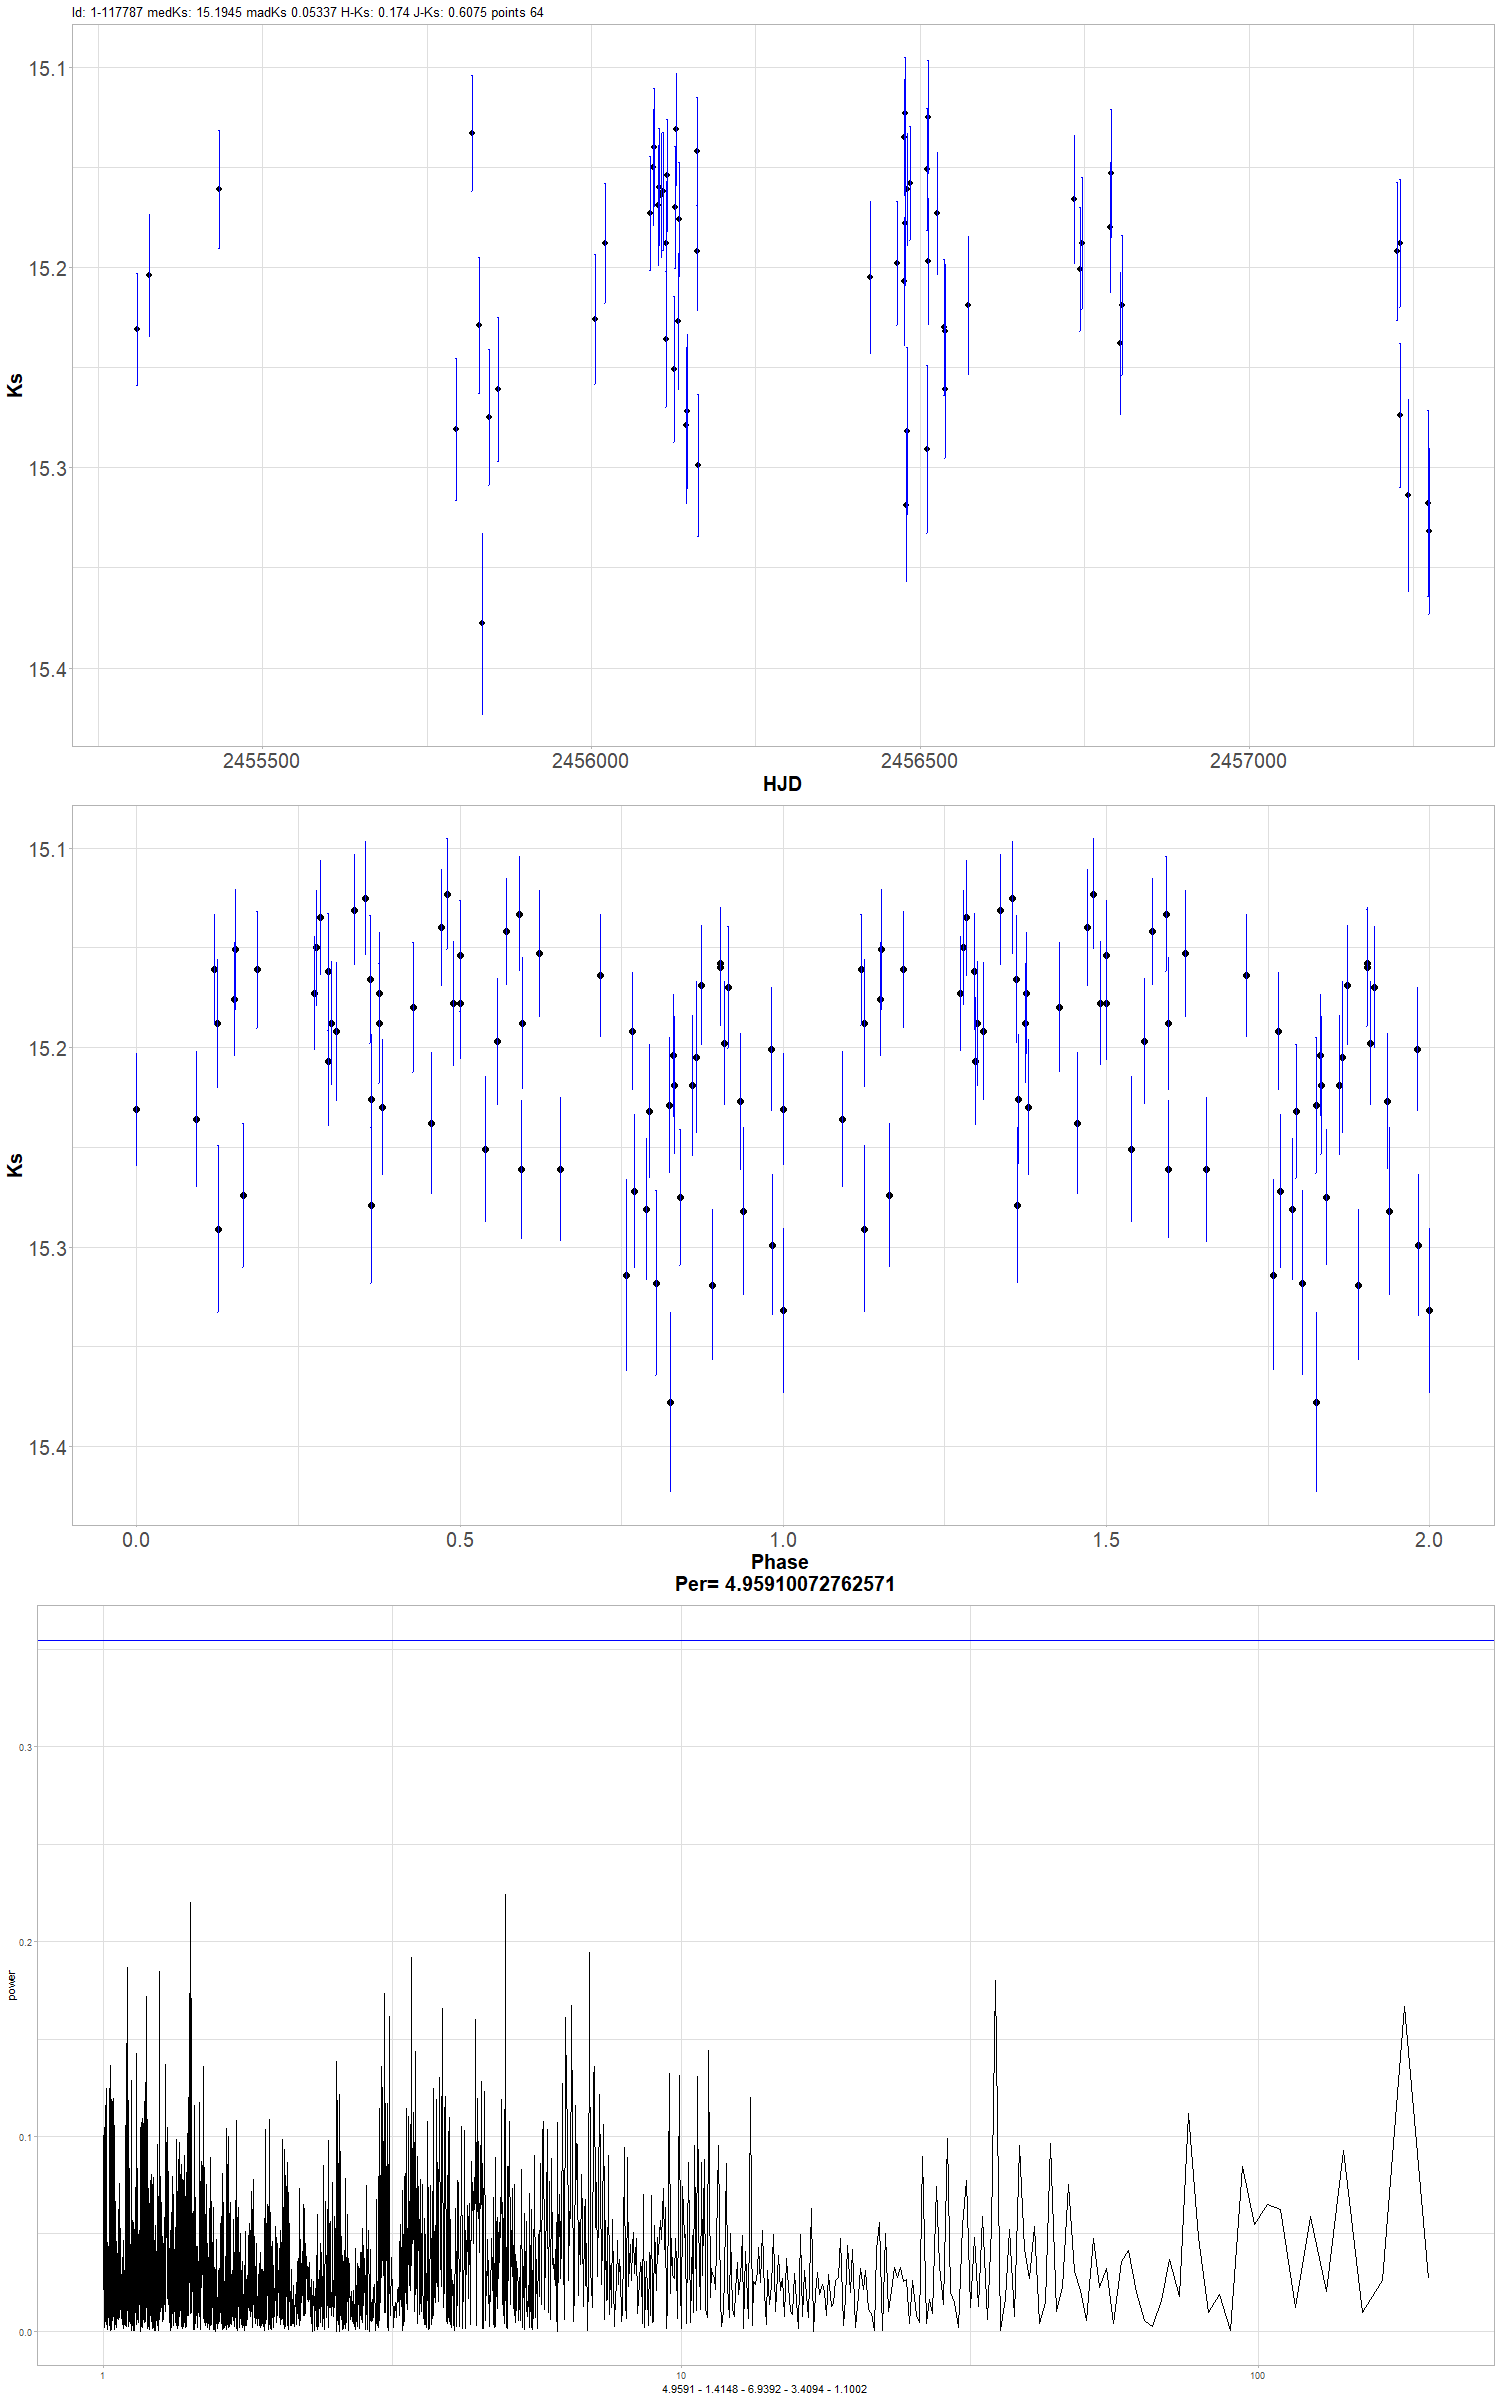 Id: 1-117787 medKs: 15.1945 madKs 0.05337 H-Ks: 0.174 J-Ks: 0.6075 points 64
15.1
15.2
15.3
15.4
Ks
2455500 2456000 2456500 2457000
HJD
15.1
15.2
15.3
15.4
Ks
0.0 0.5 1.0 1.5 2.0
Phase
Per= 4.95910072762571
0.3
0.2
0.1
0.0
power
1 10 100
4.9591 - 1.4148 - 6.9392 - 3.4094 - 1.1002